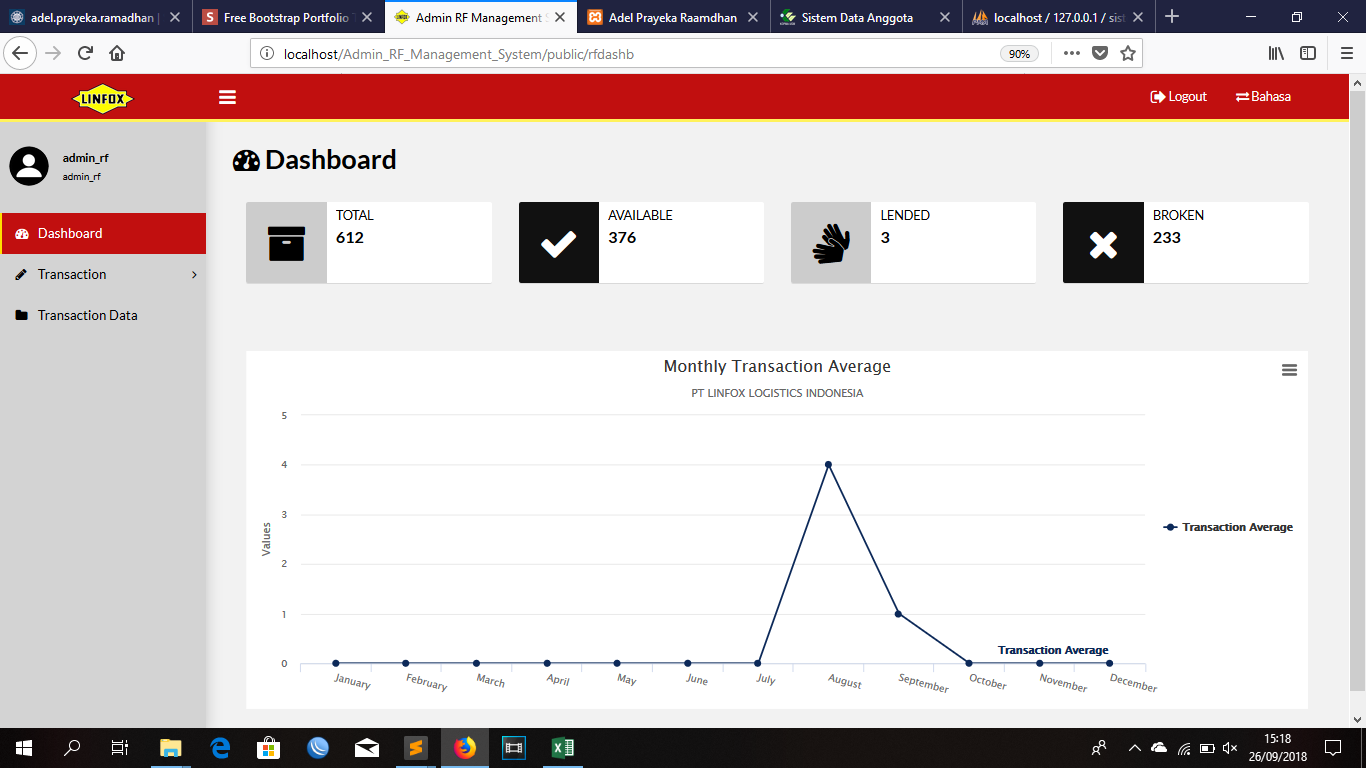 adel.prayeka.ramadhan |
Free Bootstrap Portfolio T
Admin RF Management S
Adel Prayeka Raamdhan
Sistem Data Anggota
localhost / 127.0.0.1 / sist
localhost/Admin_RF_Management_System/public/rfdashb
90%
LINFOX
Logout
Bahasa
admin_rf
admin_rf
Dashboard
Transaction
Transaction Data
Dashboard
TOTAL
612
AVAILABLE
376
LENDED
3
BROKEN
233
Monthly Transaction Average
PT LINFOX LOGISTICS INDONESIA
Values
5
4
3
2
1
0
January
February
March
April
May
June
July
August
September
October
November
December
Transaction Average
Transaction Average
15:18
26/09/2018